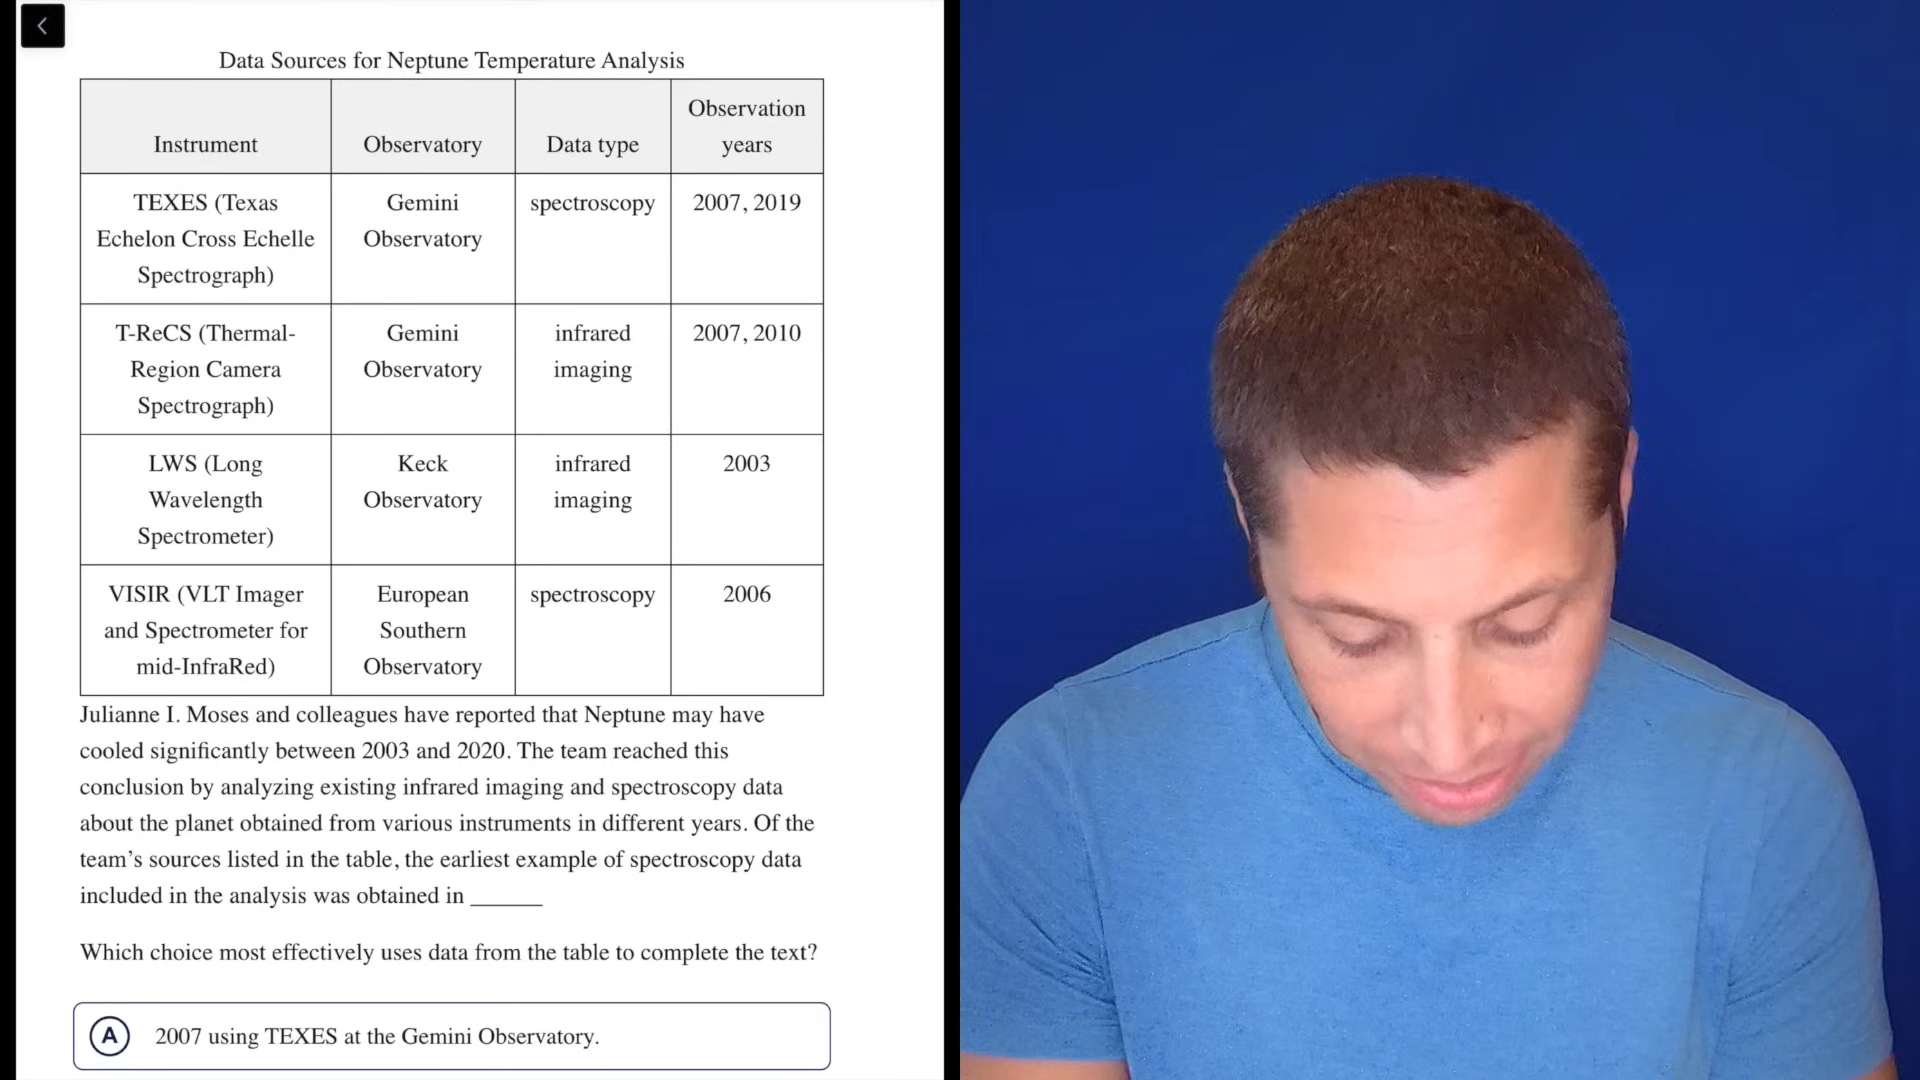 Data Sources for Neptune Temperature Analysis
Instrument
Observatory
Data type
Observation
years
TEXES (Texas
Echelon Cross Echelle
Spectrograph)
Gemini
Observatory
spectroscopy
2007, 2019
T-ReCS (Thermal-
Region Camera
Spectrograph)
Gemini
Observatory
infrared
imaging
2007, 2010
LWS (Long
Wavelength
Spectrometer)
Keck
Observatory
infrared
imaging
2003
VISIR (VLT Imager
and Spectrometer for
mid-InfraRed)
European
Southern
Observatory
spectroscopy
2006
Julianne I. Moses and colleagues have reported that Neptune may have
cooled significantly between 2003 and 2020. The team reached this
conclusion by analyzing existing infrared imaging and spectroscopy data
about the planet obtained from various instruments in different years. Of the
team's sources listed in the table, the earliest example of spectroscopy data
included in the analysis was obtained in ______
Which choice most effectively uses data from the table to complete the text?
A 2007 using TEXES at the Gemini Observatory.